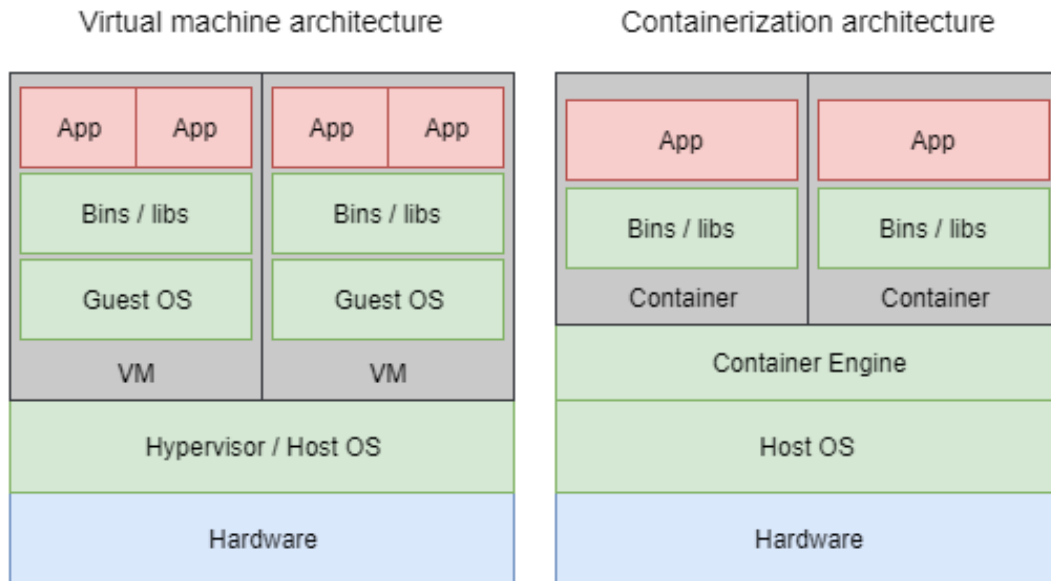 Virtual machine architecture
Containerization architecture
App App App App
Bins / libs Bins / libs
Guest OS Guest OS
VM VM
Hypervisor / Host OS
Hardware
App App
Bins / libs Bins / libs
Container Container
Container Engine
Host OS
Hardware